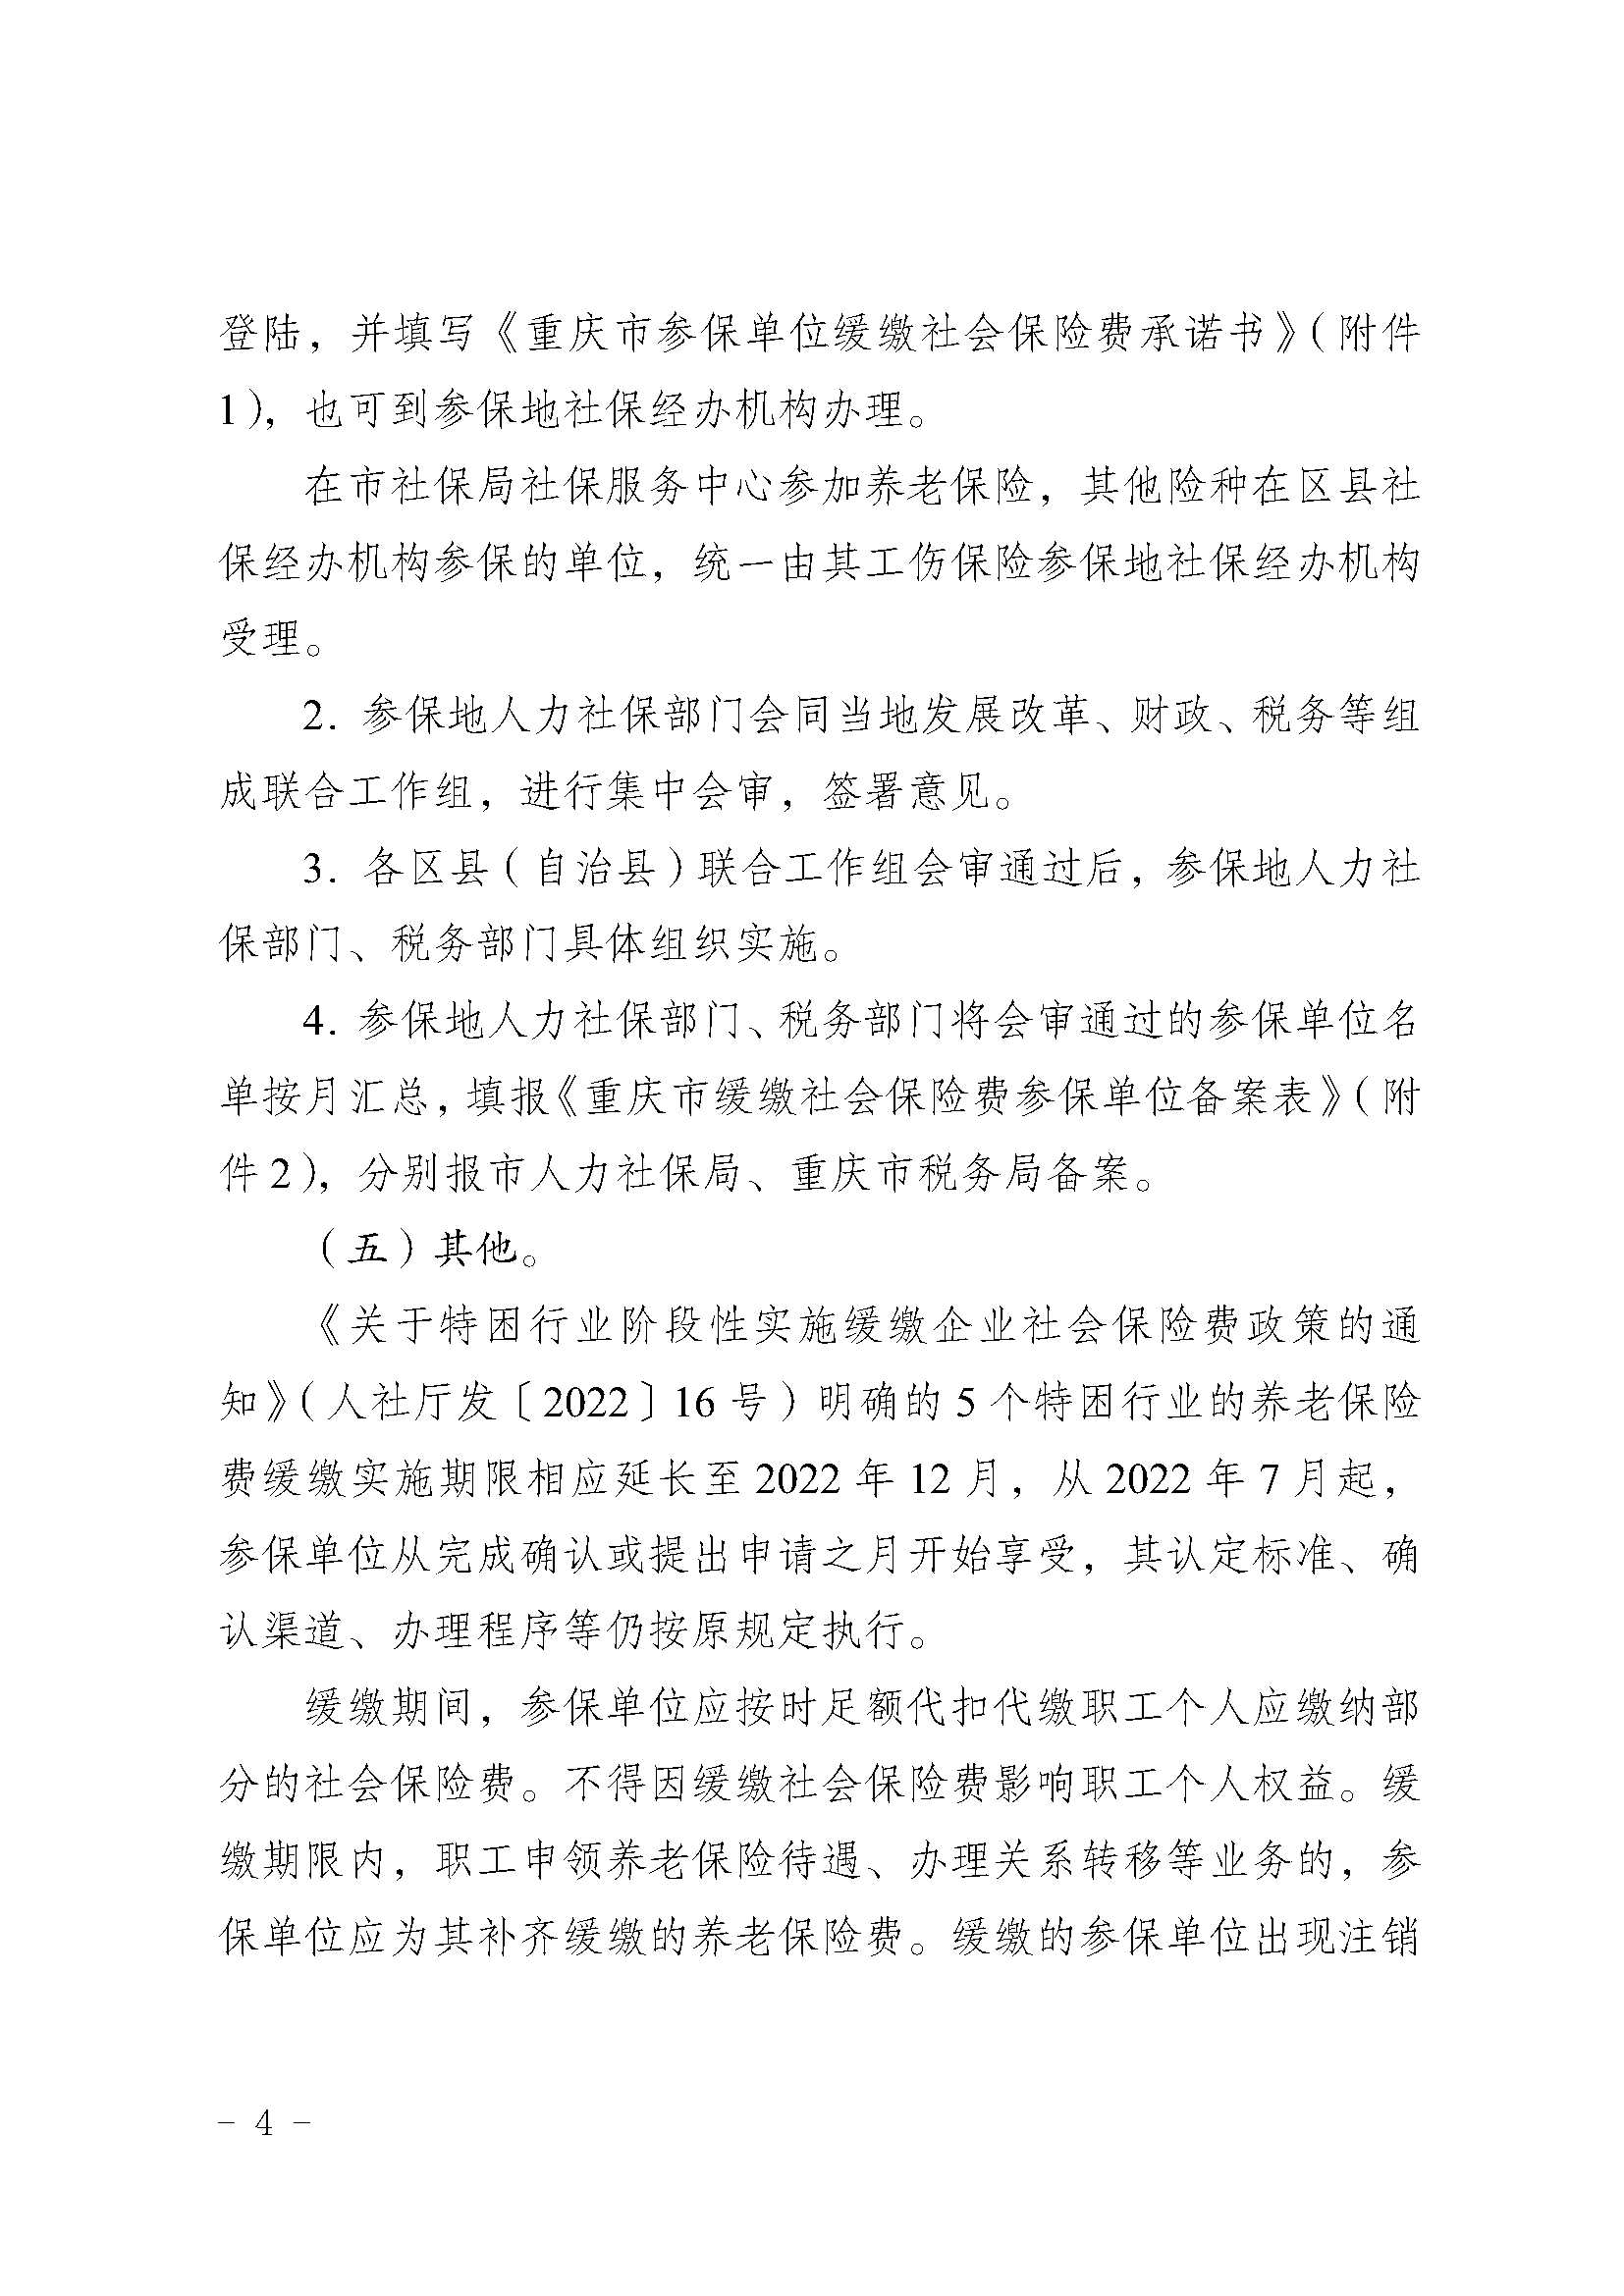 登陆，并填写《重庆市参保单位缓缴社会保险费承诺书》（附件
1），也可到参保地社保经办机构办理。
在市社保局社保服务中心参加养老保险，其他险种在区县社
保经办机构参保的单位，统一由其工伤保险参保地社保经办机构
受理。
2. 参保地人力社保部门会同当地发展改革、财政、税务等组
成联合工作组，进行集中会审，签署意见。
3. 各区县（自治县）联合工作组会审通过后，参保地人力社
保部门、税务部门具体组织实施。
4. 参保地人力社保部门、税务部门将会审通过的参保单位名
单按月汇总，填报《重庆市缓缴社会保险费参保单位备案表》（附
件2），分别报市人力社保局、重庆市税务局备案。
（五）其他。
《关于特困行业阶段性实施缓缴企业社会保险费政策的通
知》（人社厅发〔2022〕16 号）明确的 5 个特困行业的养老保险
费缓缴实施期限相应延长至 2022 年 12 月，从 2022 年 7 月起，
参保单位从完成确认或提出申请之月开始享受，其认定标准、确
认渠道、办理程序等仍按原规定执行。
缓缴期间，参保单位应按时足额代扣代缴职工个人应缴纳部
分的社会保险费。不得因缓缴社会保险费影响职工个人权益。缓
缴期限内，职工申领养老保险待遇、办理关系转移等业务的，参
保单位应为其补齐缓缴的养老保险费。缓缴的参保单位出现注销
- 4 -